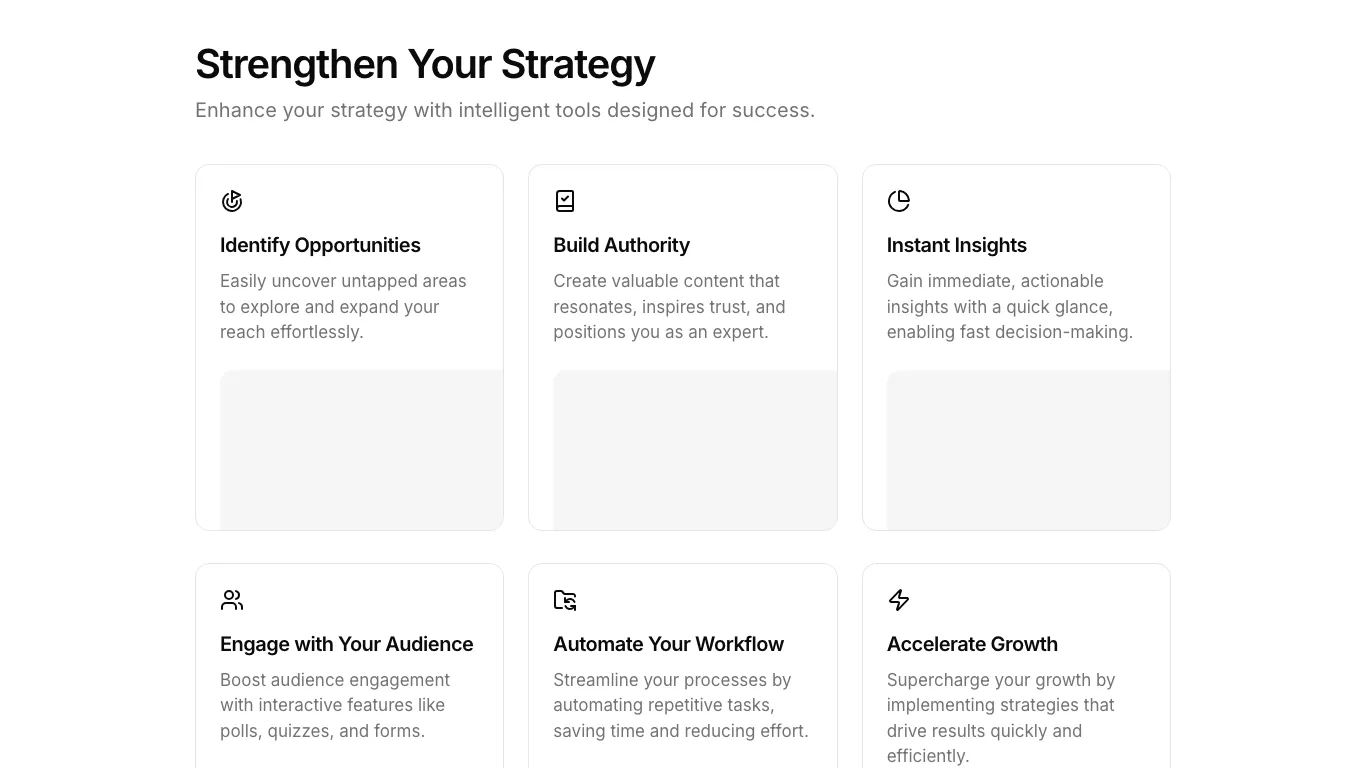 Strengthen Your Strategy
Enhance your strategy with intelligent tools designed for success.
Identify Opportunities
Easily uncover untapped areas
to explore and expand your
reach effortlessly.
Build Authority
Create valuable content that
resonates, inspires trust, and
positions you as an expert.
Instant Insights
Gain immediate, actionable
insights with a quick glance,
enabling fast decision-making.
Engage with Your Audience
Boost audience engagement
with interactive features like
polls, quizzes, and forms.
Automate Your Workflow
Streamline your processes by
automating repetitive tasks,
saving time and reducing effort.
Accelerate Growth
Supercharge your growth by
implementing strategies that
drive results quickly and
efficiently.